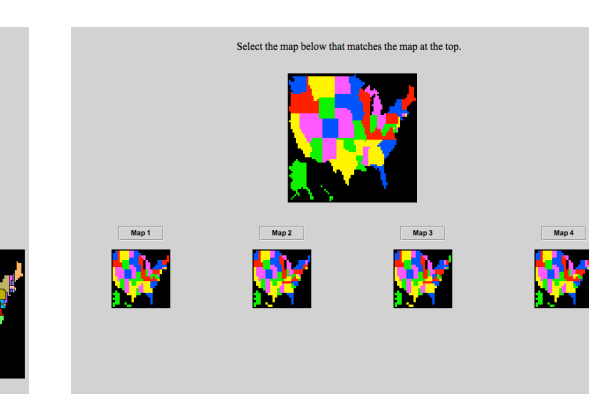 Select the map below that matches the map at the top.
Map 1
Map 2
Map 3
Map 4